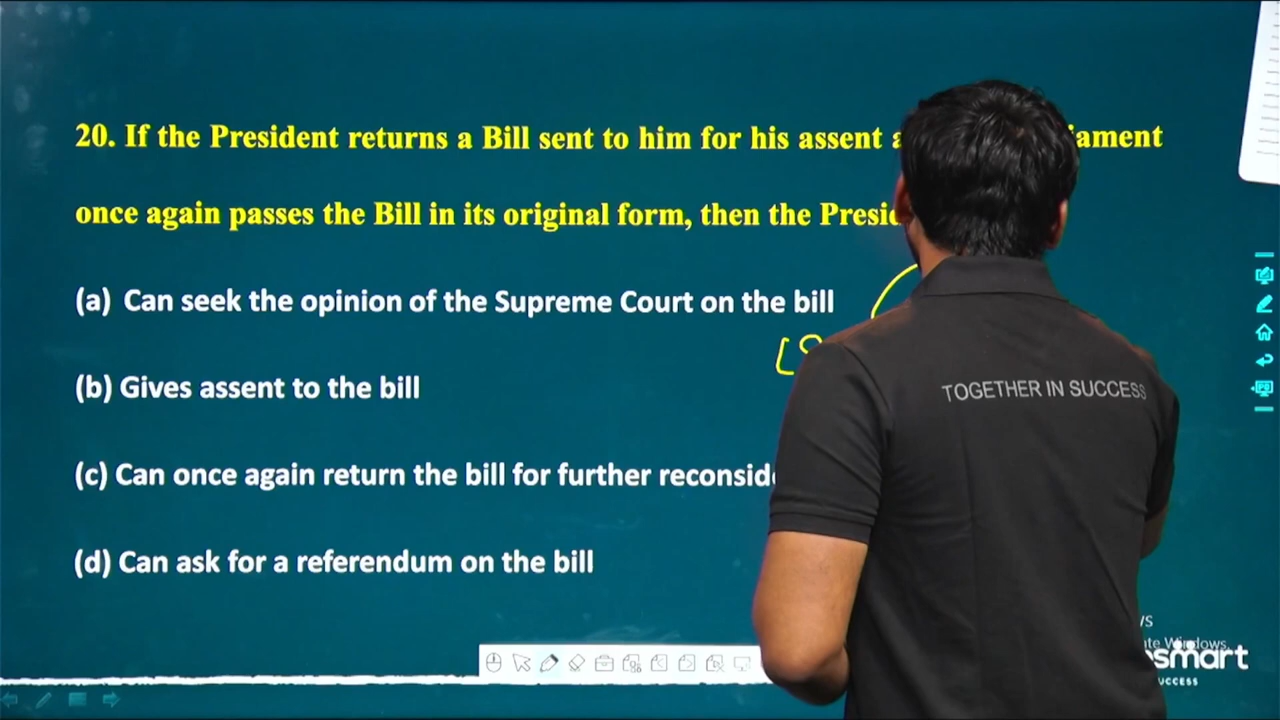 20. If the President returns a Bill sent to him for his assent
once again passes the Bill in its original form, then the
(a) Can seek the opinion of the Supreme Court on the bill
(b) Gives assent to the bill
(c) Can once again return the bill for further
(d) Can ask for a referendum on the bill
TOGETHER IN SUCCESS
Windows
smart